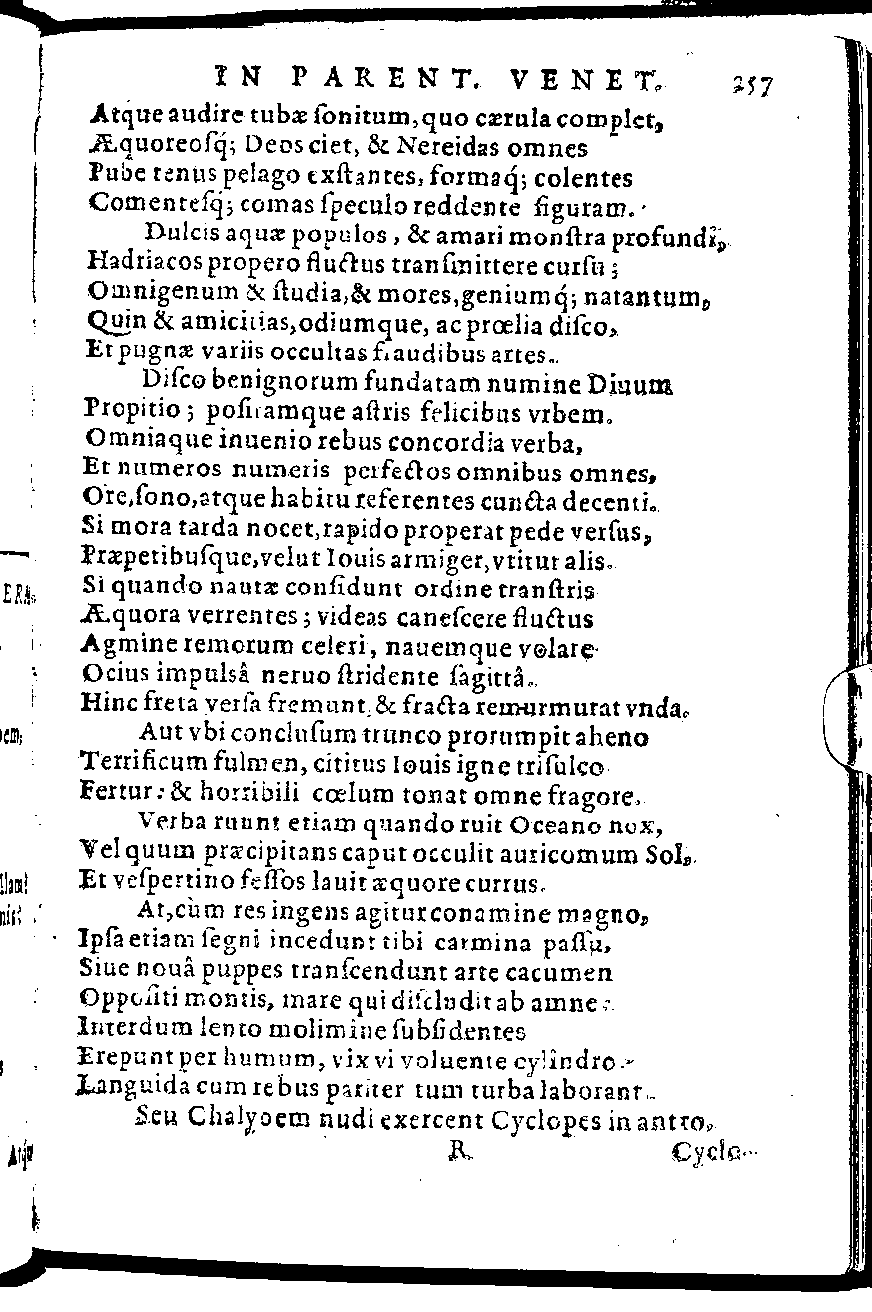 IN PARENT. VENET. 257
Atque audire tubæ ſonitum, quo cærula complet,
Æquoreoſq́; Deos ciet, & Nereidas omnes
Pube tenus pelago exſtantes, formaq́; colentes
Comenteſq́; comas ſpeculo reddente figuram.
Dulcis aquæ populos, & amari monſtra profundi,
Hadriacos propero fluctus tranſmittere curſu;
Omnigenum & ſtudia, & mores, geniumq́; natantum,
Quin & amicitias, odiumque, ac prœlia diſco,
Et pugnæ variis occultas fraudibus artes.
Diſco benignorum fundatam numine Diuum
Propitio; poſitamque aſtris felicibus vrbem.
Omniaque inuenio rebus concordia verba,
Et numeros numeris perfectos omnibus omnes,
Ore, ſono, atque habitu referentes cuncta decenti.
Si mora tarda nocet, rapido properat pede verſus,
Præpetibuſque, velut Iouis armiger, vtitur alis.
Si quando nautæ conſidunt ordine tranſtris
Æquora verrentes; videas caneſcere fluctus
Agmine remorum celeri, nauemque volare
Ocius impulsâ neruo ſtridente ſagittâ.
Hinc freta verſa fremunt, & fracta remurmurat vnda.
Aut vbi concluſum trunco prorumpit aheno
Terrificum fulmen, cititus Iouis igne triſulco
Fertur: & horribili cœlum tonat omne fragore.
Verba ruunt etiam quando ruit Oceano nox,
Vel quum præcipitans caput occulit auricomum Sol,
Et veſpertino feſſos lauit æquore currus.
At, cùm res ingens agitur conamine magno,
Ipſa etiam ſegni incedunt tibi carmina paſſu,
Siue nouâ puppes tranſcendunt arte cacumen
Oppoſiti montis, mare qui diſcludit ab amne:
Interdum lento molimine ſubſidentes
Erepunt per humum, vix vi voluente cylindro.
Languida cum rebus pariter tum turba laborant.
Seu Chalybem nudi exercent Cyclopes in antro,
R Cyclo-